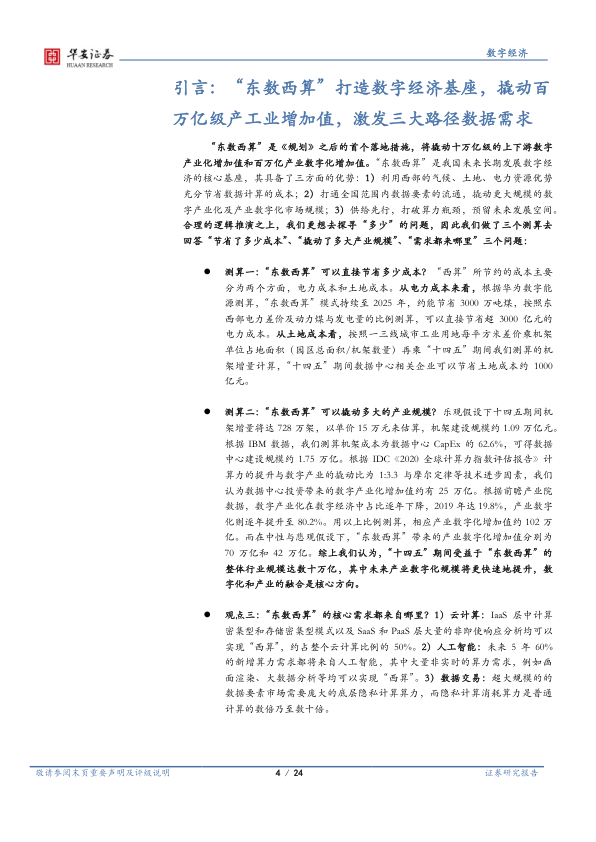 华安证券
HUAAN RESEARCH
数字经济
引言：“东数西算”打造数字经济基座，撬动百
万亿级产工业增加值，激发三大路径数据需求
“东数西算”是《规划》之后的首个落地措施，将撬动十万亿级的上下游数字
产业化增加值和百万亿产业数字化增加值。“东数西算”是我国未来长期发展数字经
济的核心基座，其具备了三方面的优势：1）利用西部的气候、土地、电力资源优势
充分节省数据计算的成本；2）打通全国范围内数据要素的流通，撬动更大规模的数
字产业化及产业数字化市场规模；3）供给先行，打破算力瓶颈，预留未来发展空间。
合理的逻辑推演之上，我们更想去探寻“多少”的问题，因此我们做了三个测算去
回答“节省了多少成本”、“撬动了多大产业规模”、“需求都来哪里”三个问题：
● 测算一：“东数西算”可以直接节省多少成本？“西算”所节约的成本主要
分为两个方面，电力成本和土地成本。从电力成本来看，根据华为数字能
源测算，“东数西算”模式持续至 2025 年，约能节省 3000 万吨煤，按照东
西部电力差价及动力煤与发电量的比例测算，可以直接节省超 3000 亿元的
电力成本。从土地成本看，按照一三线城市工业用地每平方米差价乘机架
单位占地面积（园区总面积/机架数量）再乘“十四五”期间我们测算的机
架增量计算，“十四五”期间数据中心相关企业可以节省土地成本约 1000
亿元。
● 测算二：“东数西算”可以撬动多大的产业规模？乐观假设下十四五期间机
架增量将达 728 万架，以单价 15 万元来估算，机架建设规模约 1.09 万亿元。
根据 IBM 数据，我们测算机架成本为数据中心 CapEx 的 62.6%，可得数据
中心建设规模约 1.75 万亿。根据 IDC《2020 全球计算力指数评估报告》计
算力的提升与数字产业的撬动比为 1:3.3 与摩尔定律等技术进步因素，我们
认为数据中心投资带来的数字产业化增加值约有 25 万亿。根据前瞻产业院
数据，数字产业化在数字经济中占比逐年下降，2019 年达 19.8%，产业数字
化则逐年提升至 80.2%。用以上比例测算，相应产业数字化增加值约 102 万
亿。而在中性与悲观假设下，“东数西算”带来的产业数字化增加值分别为
70 万亿和 42 万亿。综上我们认为，“十四五”期间受益于“东数西算”的
整体行业规模达数十万亿，其中未来产业数字化规模将更快速地提升，数
字化和产业的融合是核心方向。
● 观点三：“东数西算”的核心需求都来自哪里？1）云计算：IaaS 层中计算
密集型和存储密集型模式以及 SaaS 和 PaaS 层大量的非即使响应分析均可以
实现“西算”，约占整个云计算比例的 50%。2）人工智能：未来 5 年 60%
的新增算力需求都将来自人工智能，其中大量非实时的算力需求，例如画
面渲染、大数据分析等均可以实现“西算”。3）数据交易：超大规模的的
数据要素市场需要庞大的底层隐私计算算力，而隐私计算消耗算力是普通
计算的数倍乃至数十倍。
敬请参阅末页重要声明及评级说明
4 / 24
证券研究报告